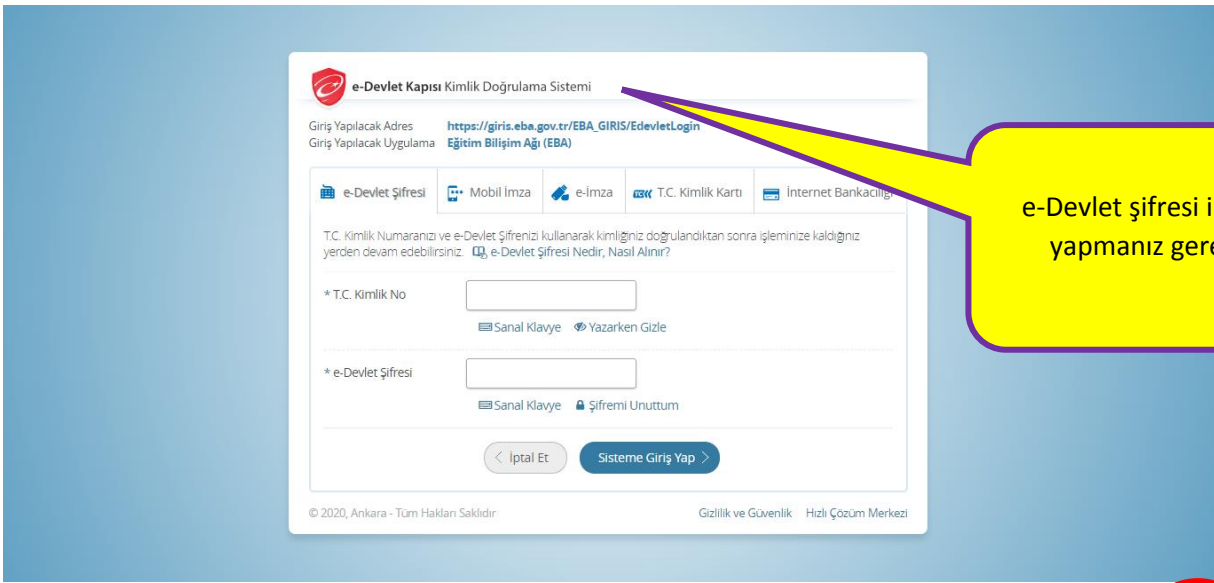 e-Devlet Kapısı Kimlik Doğrulama Sistemi
Giriş Yapılacak Adres https://giris.eba.gov.tr/EBA_GIRIS/EdevletLogin
Giriş Yapılacak Uygulama Eğitim Bilişim Ağı (EBA)
e-Devlet Şifresi Mobil İmza e-İmza T.C. Kimlik Kartı İnternet Bankacılığı
T.C. Kimlik Numaranızı ve e-Devlet Şifrenizi kullanarak kimliğiniz doğrulandıktan sonra işleminize kaldığınız
yerden devam edebilirsiniz. e-Devlet Şifresi Nedir, Nasıl Alınır?
* T.C. Kimlik No
Sanal Klavye Yazarken Gizle
* e-Devlet Şifresi
Sanal Klavye Şifremi Unuttum
İptal Et Sisteme Giriş Yap
© 2020, Ankara - Tüm Hakları Saklıdır Gizlilik ve Güvenlik Hızlı Çözüm Merkezi
e-Devlet şifresi
yapmanız